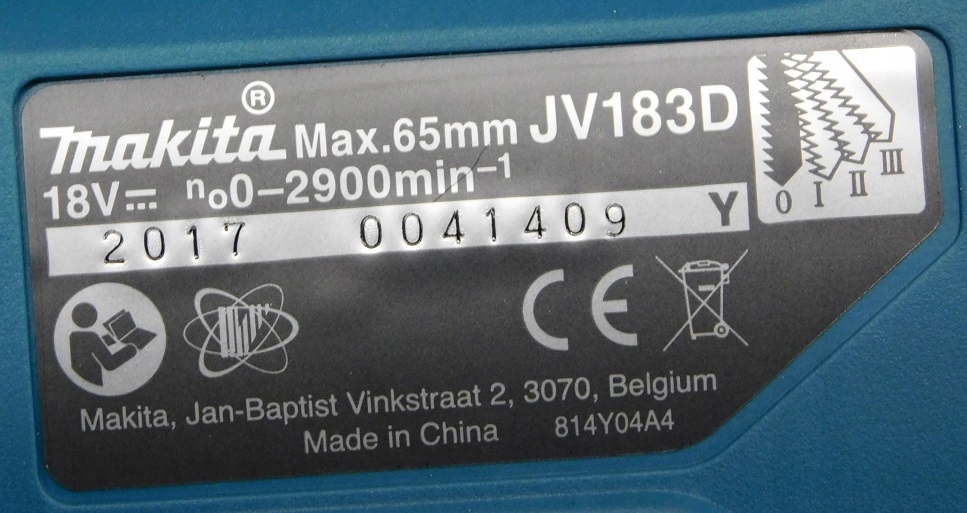 makita® Max.65mm JV183D
18V⎓ n₀0–2900min⁻¹
2017 0041409 Y
0 I II III
CE
Makita, Jan-Baptist Vinkstraat 2, 3070, Belgium
Made in China 814Y04A4